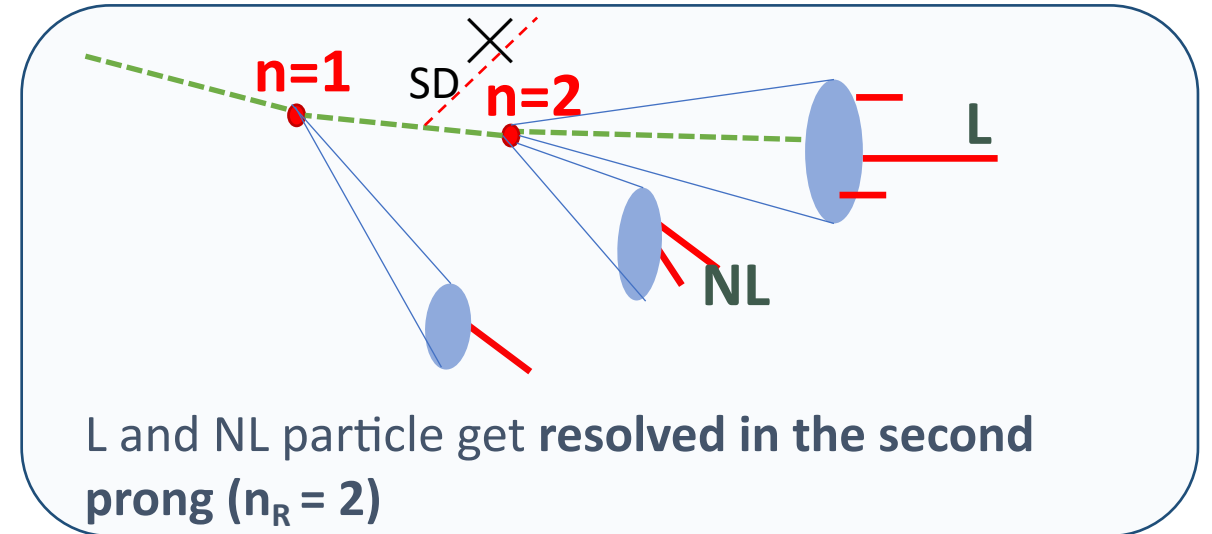 n=1
SD
n=2
L
NL
L and NL particle get resolved in the second
prong (nR = 2)